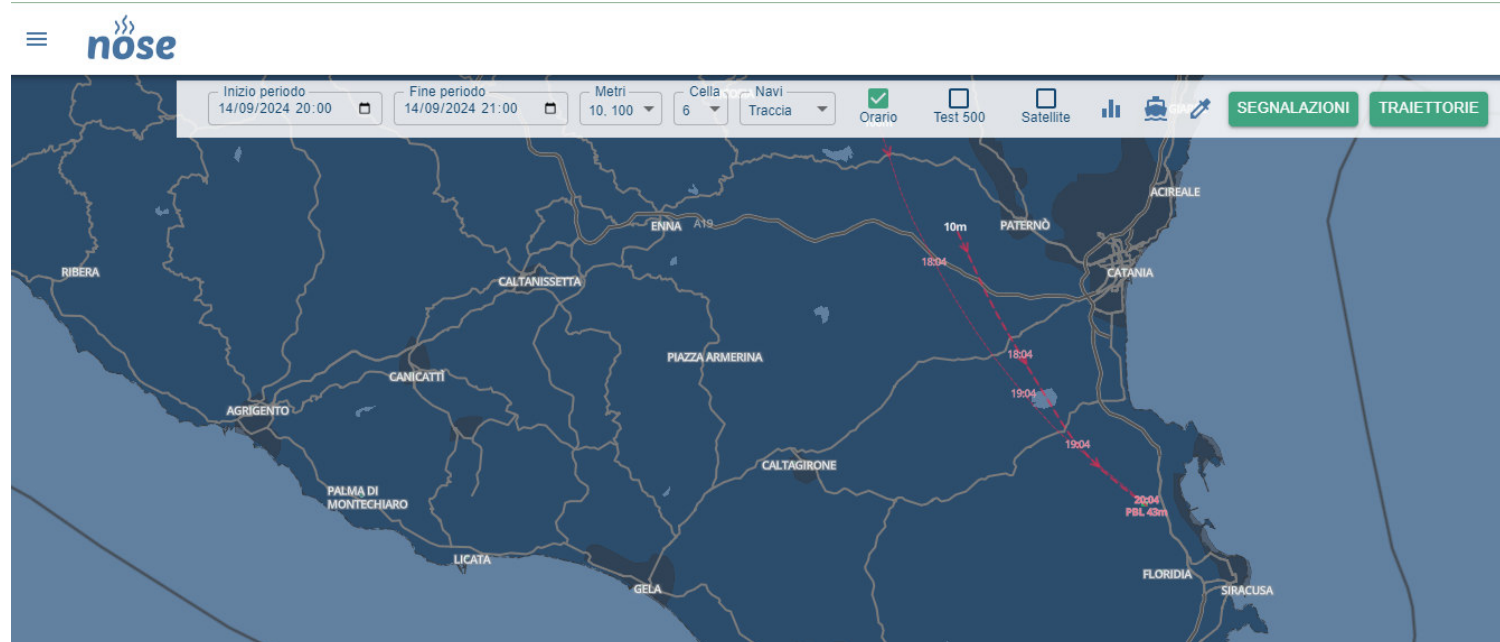 nose
Inizio periodo
14/09/2024 20:00
Fine periodo
14/09/2024 21:00
Metri
10, 100
Cella
6
Navi
Traccia
Orario
Test 500
Satellite
SEGNALAZIONI
TRAIETTORIE
ACIREALE
ENNA
A19
10m
PATERNÒ
18:04
RIBERA
CALTANISSETTA
CATANIA
PIAZZA ARMERINA
18:04
CANICATTÌ
19:04
AGRIGENTO
19:04
CALTAGIRONE
PALMA DI
MONTECHIARO
20:04
PBL 43m
LICATA
GELA
FLORIDIA
SIRACUSA